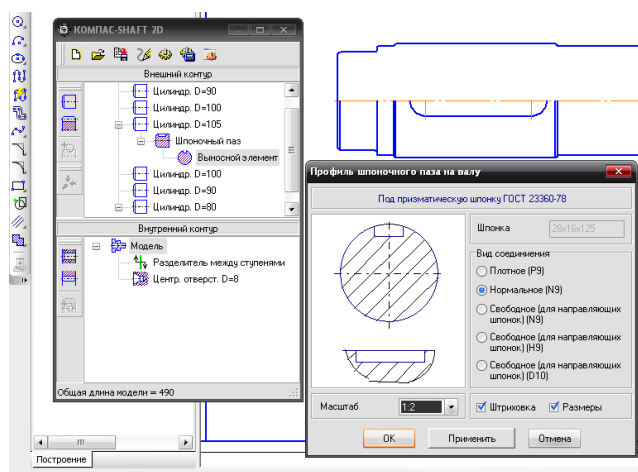 КОМПАС-SHAFT 2D
Внешний контур
Цилиндр. D=90
Цилиндр. D=100
Цилиндр. D=105
Шпоночный паз
Выносной элемент
Цилиндр. D=100
Цилиндр. D=90
Цилиндр. D=80
Внутренний контур
Модель
Разделитель между ступенями
Центр. отверст. D=8
Общая длина модели = 490
Построение
Профиль шпоночного паза на валу
Под призматическую шпонку ГОСТ 23360-78
Шпонка
28x16x125
Вид соединения
Плотное (P9)
Нормальное (N9)
Свободное (для направляющих
шпонок) (N9)
Свободное (для направляющих
шпонок) (H9)
Свободное (для направляющих
шпонок) (D10)
Масштаб
1:2
Штриховка
Размеры
OK
Применить
Отмена